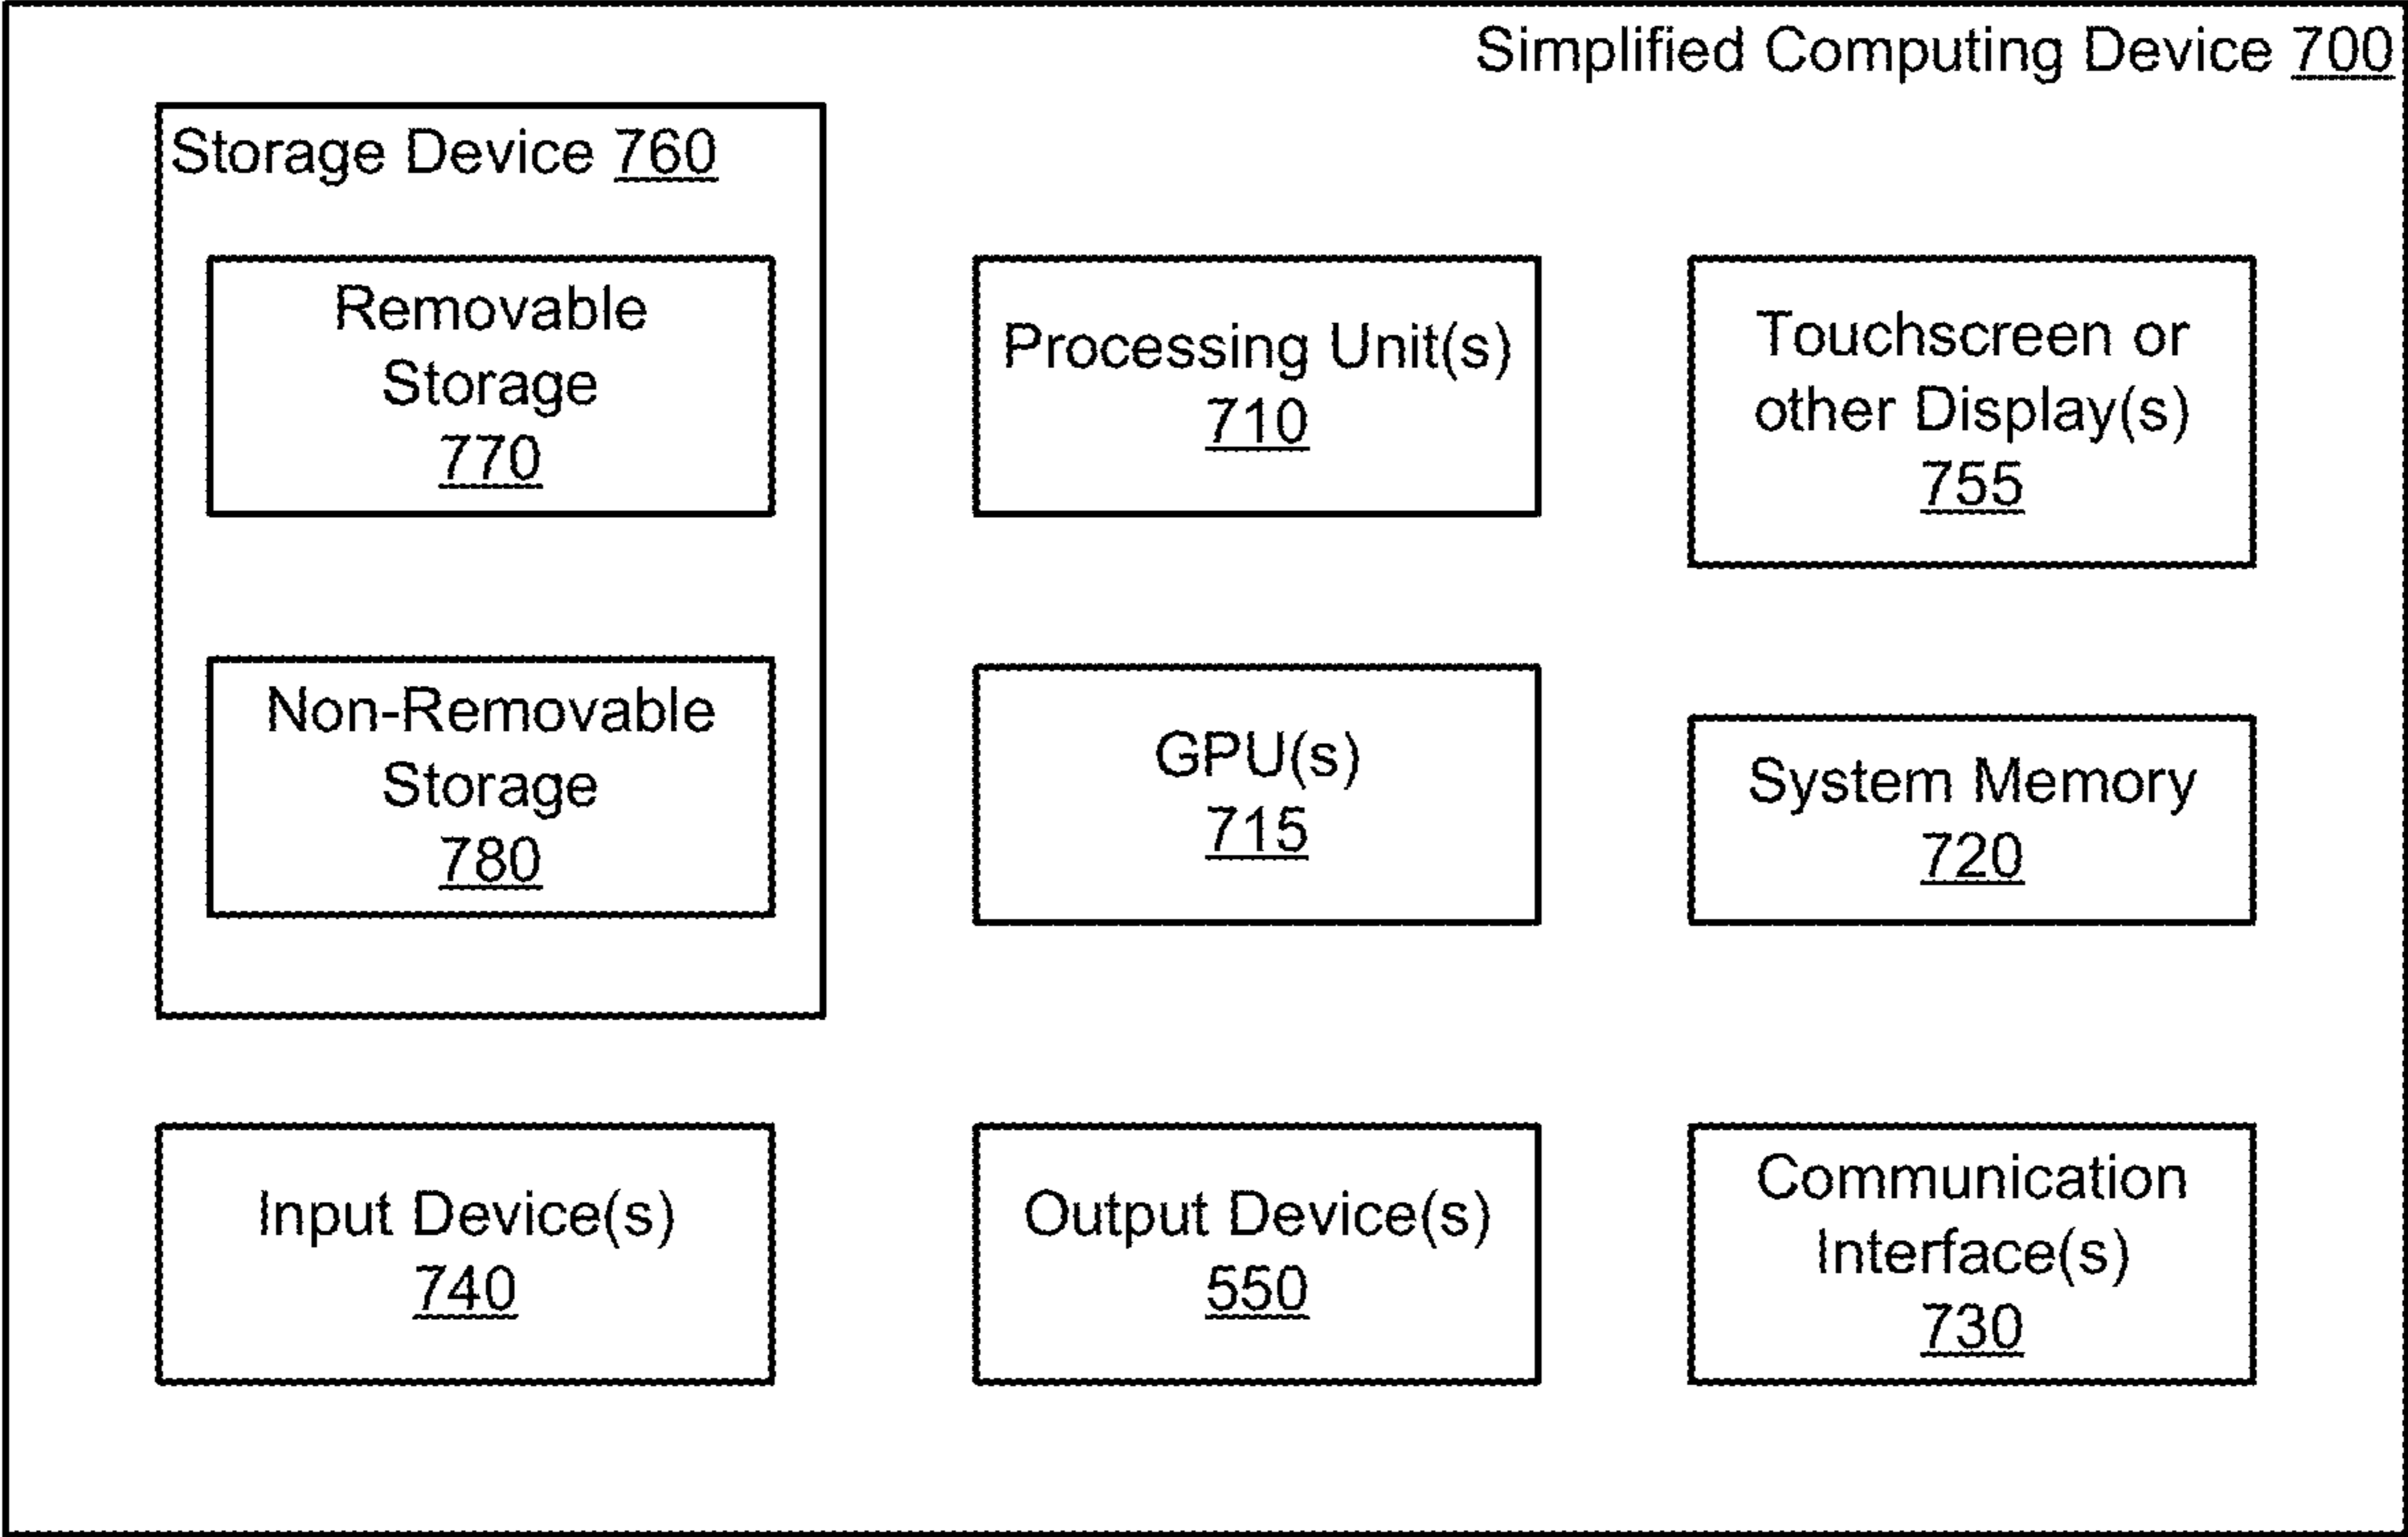 Simplified Computing Device 700
Storage Device 760
Removable
Storage
770
Non-Removable
Storage
780
Processing Unit(s)
710
GPU(s)
715
Touchscreen or
other Display(s)
755
System Memory
720
Input Device(s)
740
Output Device(s)
550
Communication
Interface(s)
730